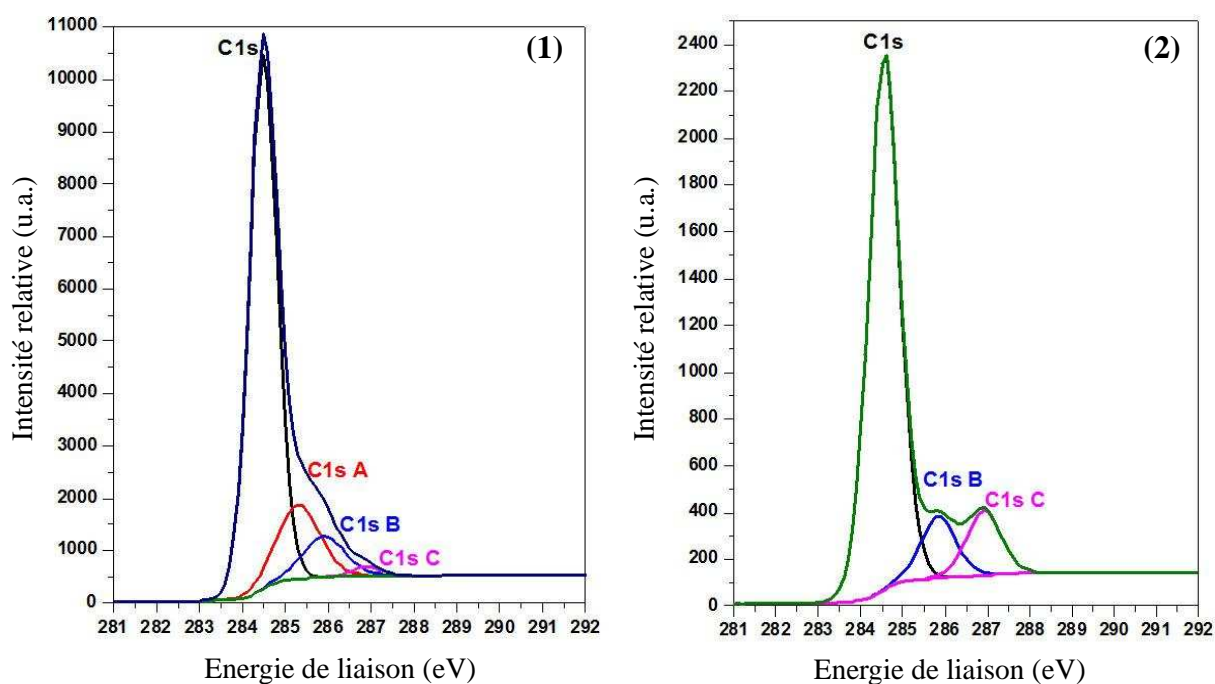 11000
10000
9000
8000
7000
6000
5000
4000
3000
2000
1000
0
C1s
(1)
C1s A
C1s B
C1s C
281 282 283 284 285 286 287 288 289 290 291 292
Energie de liaison (eV)
Intensité relative (u.a.)
2400
2200
2000
1800
1600
1400
1200
1000
800
600
400
200
0
C1s
(2)
C1s B
C1s C
281 282 283 284 285 286 287 288 289 290 291 292
Energie de liaison (eV)
Intensité relative (u.a.)